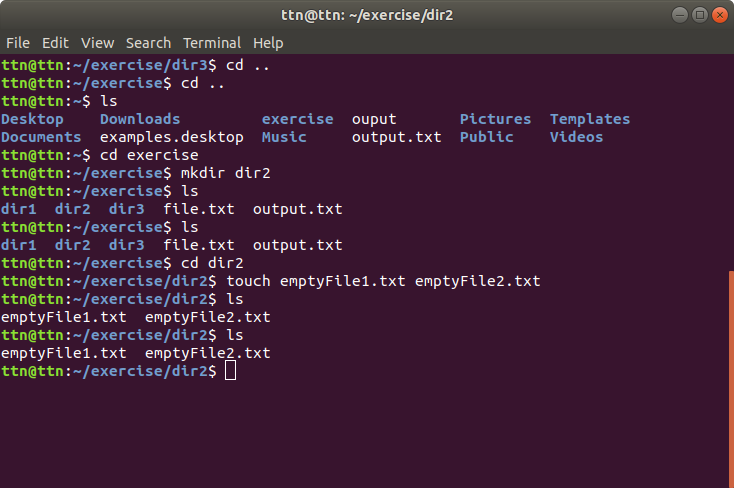 ttn@ttn: ~/exercise/dir2
File Edit View Search Terminal Help
ttn@ttn:~/exercise/dir3$ cd ..
ttn@ttn:~/exercise$ cd ..
ttn@ttn:~$ ls
Desktop    Downloads         exercise  ouput       Pictures  Templates
Documents  examples.desktop  Music     output.txt  Public    Videos
ttn@ttn:~$ cd exercise
ttn@ttn:~/exercise$ mkdir dir2
ttn@ttn:~/exercise$ ls
dir1  dir2  dir3  file.txt  output.txt
ttn@ttn:~/exercise$ ls
dir1  dir2  dir3  file.txt  output.txt
ttn@ttn:~/exercise$ cd dir2
ttn@ttn:~/exercise/dir2$ touch emptyFile1.txt emptyFile2.txt
ttn@ttn:~/exercise/dir2$ ls
emptyFile1.txt  emptyFile2.txt
ttn@ttn:~/exercise/dir2$ ls
emptyFile1.txt  emptyFile2.txt
ttn@ttn:~/exercise/dir2$